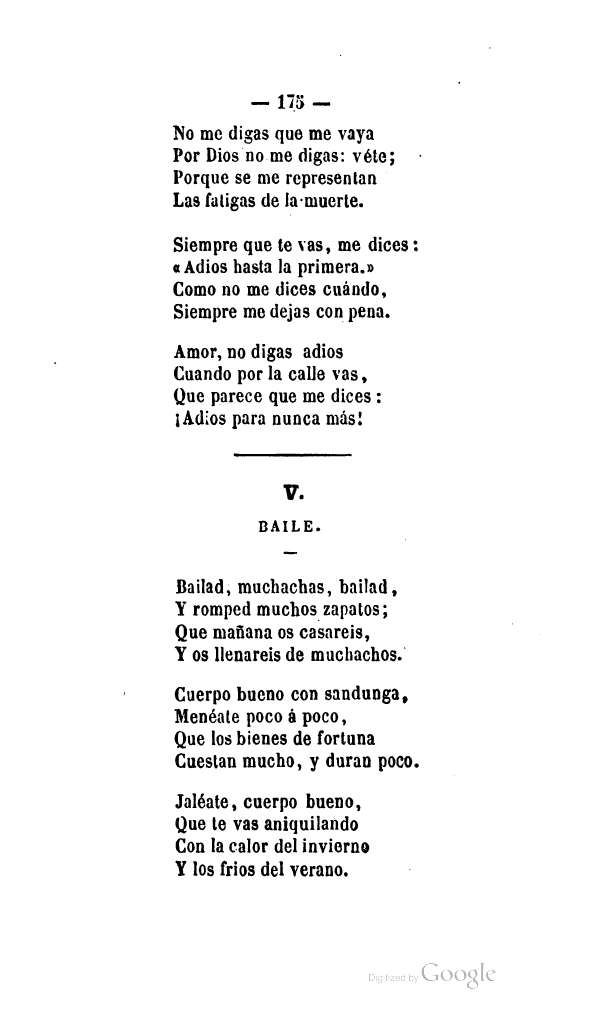 — 175 —
No me digas que me vaya
Por Dios no me digas: véte;
Porque se me representan
Las fatigas de la muerte.
Siempre que te vas, me dices:
«Adios hasta la primera.»
Como no me dices cuándo,
Siempre me dejas con pena.
Amor, no digas adios
Cuando por la calle vas,
Que parece que me dices:
¡Adios para nunca más!
V.
BAILE.
—
Bailad, muchachas, bailad,
Y romped muchos zapatos;
Que mañana os casareis,
Y os llenareis de muchachos.
Cuerpo bueno con sandunga,
Menéate poco á poco,
Que los bienes de fortuna
Cuestan mucho, y duran poco.
Jaléate, cuerpo bueno,
Que te vas aniquilando
Con la calor del invierno
Y los frios del verano.
Digitized by Google